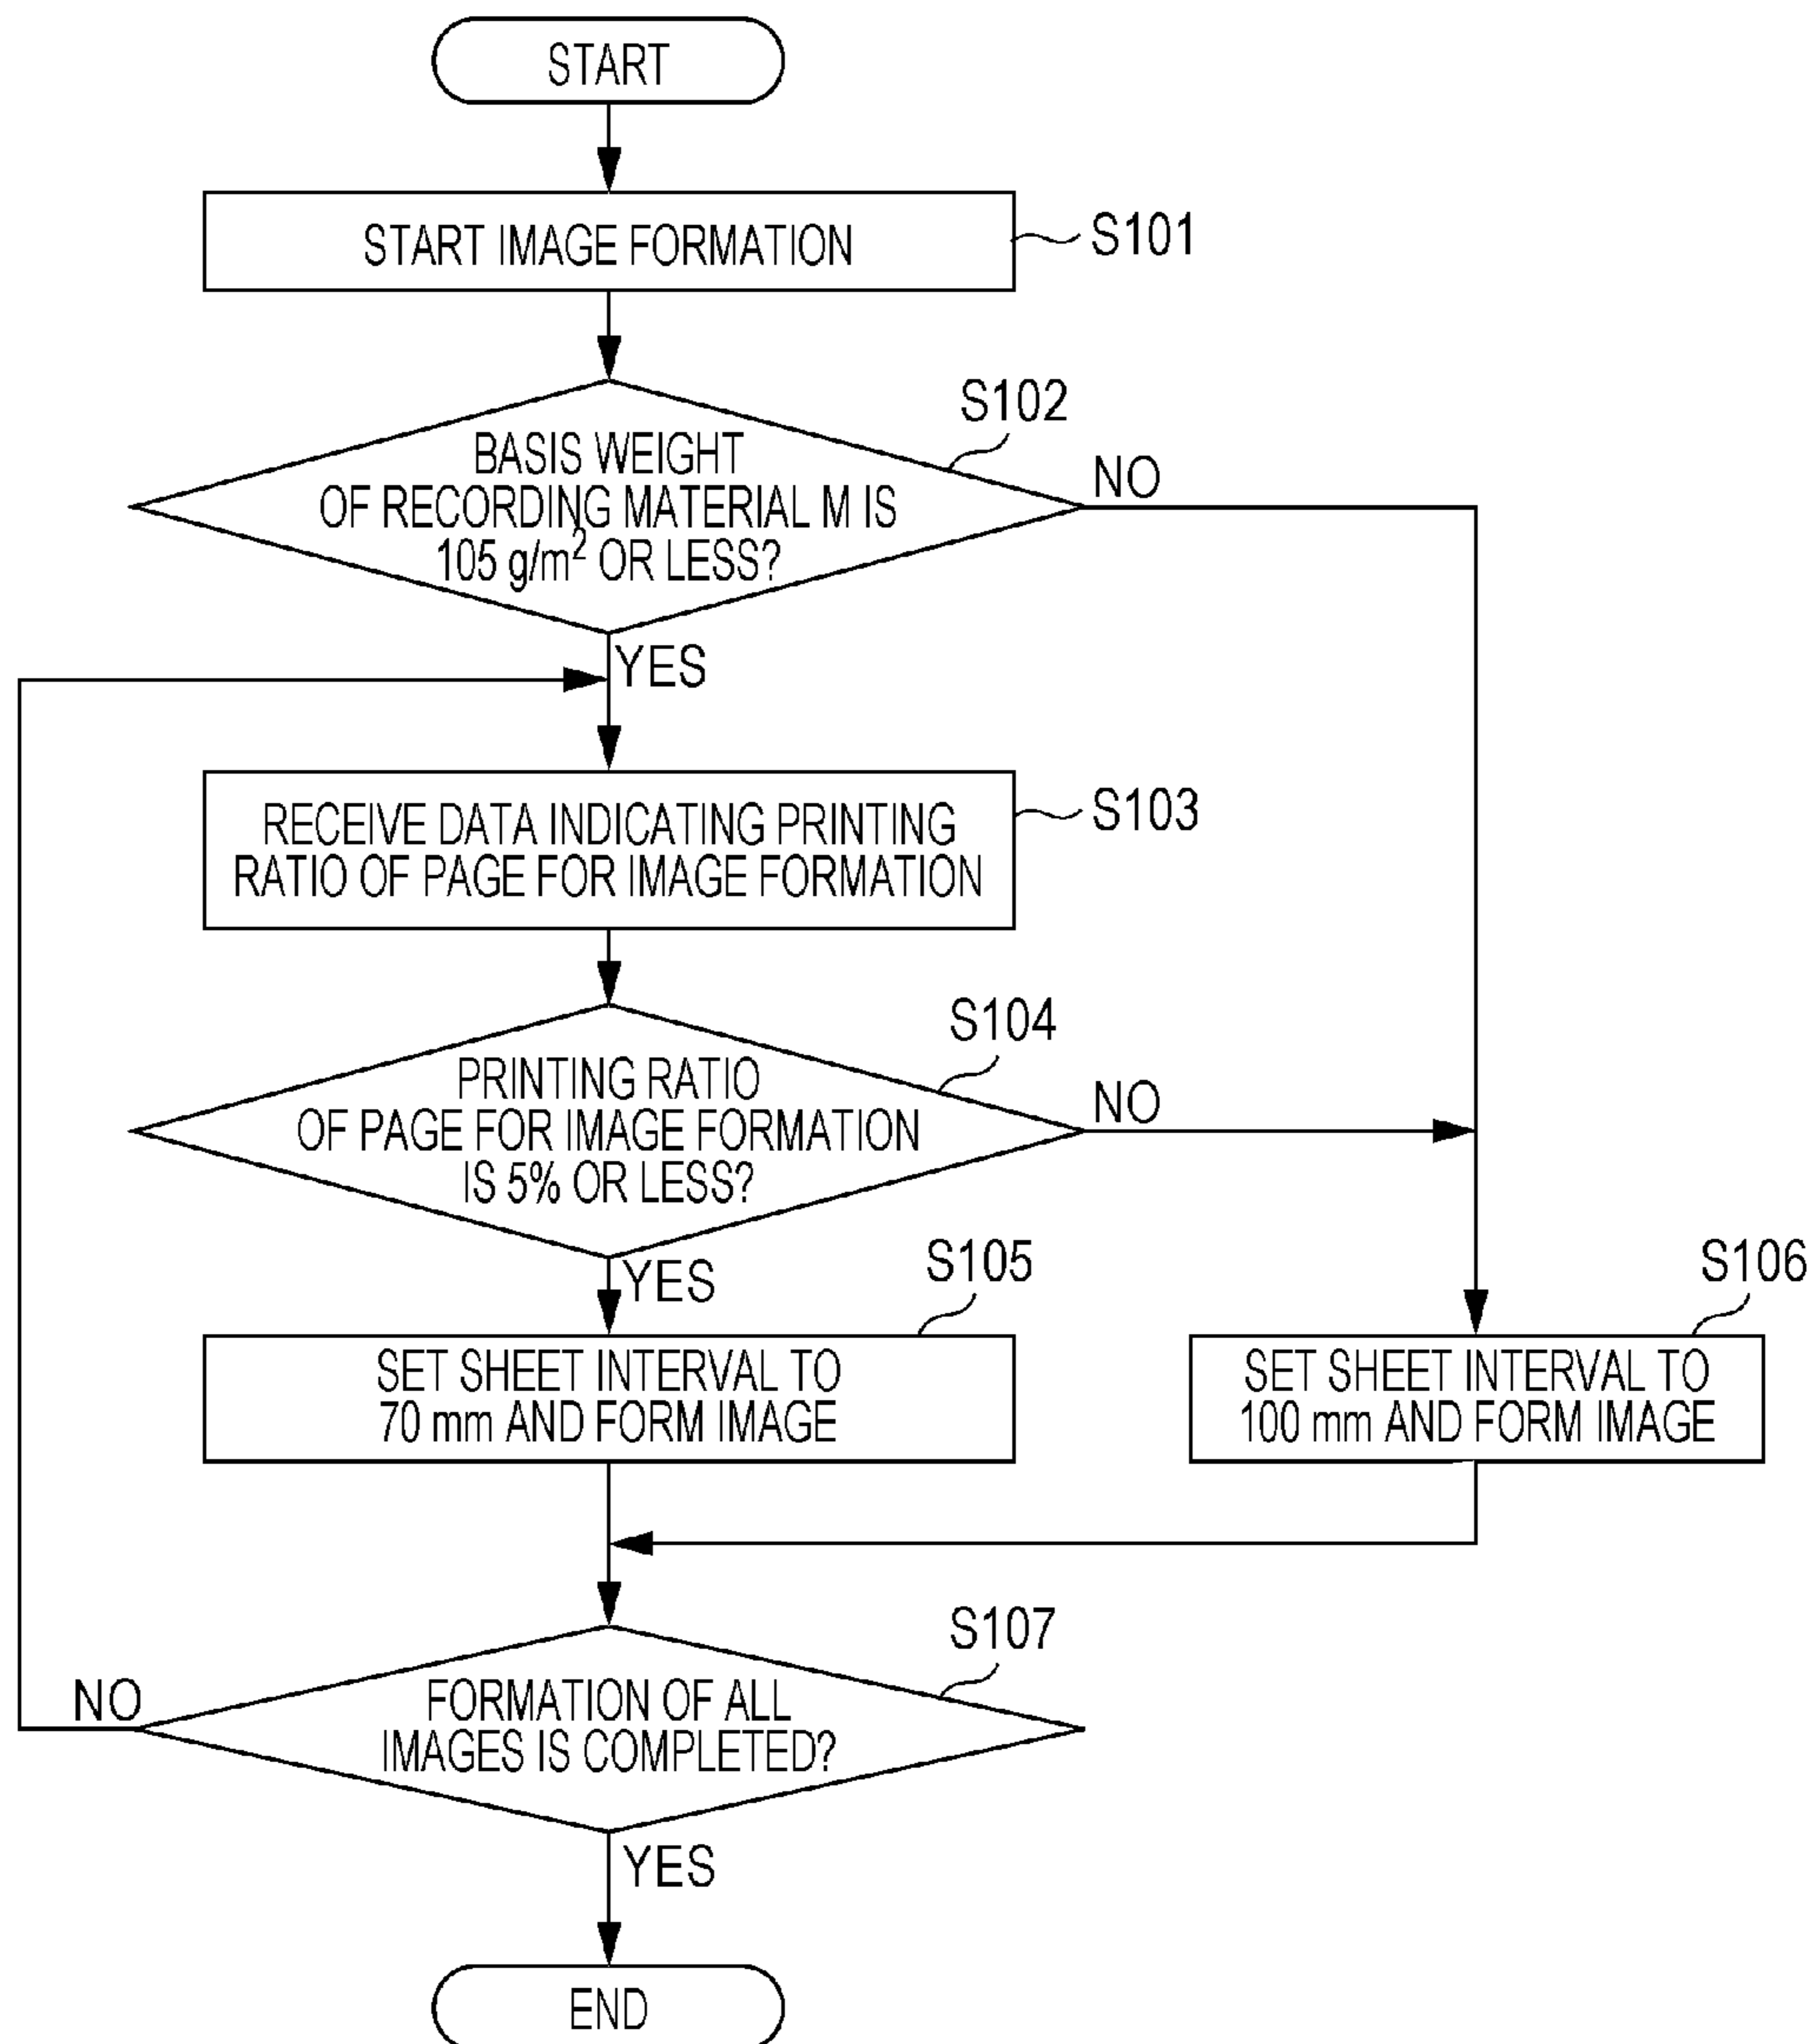 START
START IMAGE FORMATION
S101
S102
BASIS WEIGHT
OF RECORDING MATERIAL M IS
105 g/m² OR LESS?
NO
YES
RECEIVE DATA INDICATING PRINTING
RATIO OF PAGE FOR IMAGE FORMATION
S103
S104
PRINTING RATIO
OF PAGE FOR IMAGE FORMATION
IS 5% OR LESS?
NO
YES
S105
SET SHEET INTERVAL TO
70 mm AND FORM IMAGE
S106
SET SHEET INTERVAL TO
100 mm AND FORM IMAGE
S107
FORMATION OF ALL
IMAGES IS COMPLETED?
NO
YES
END